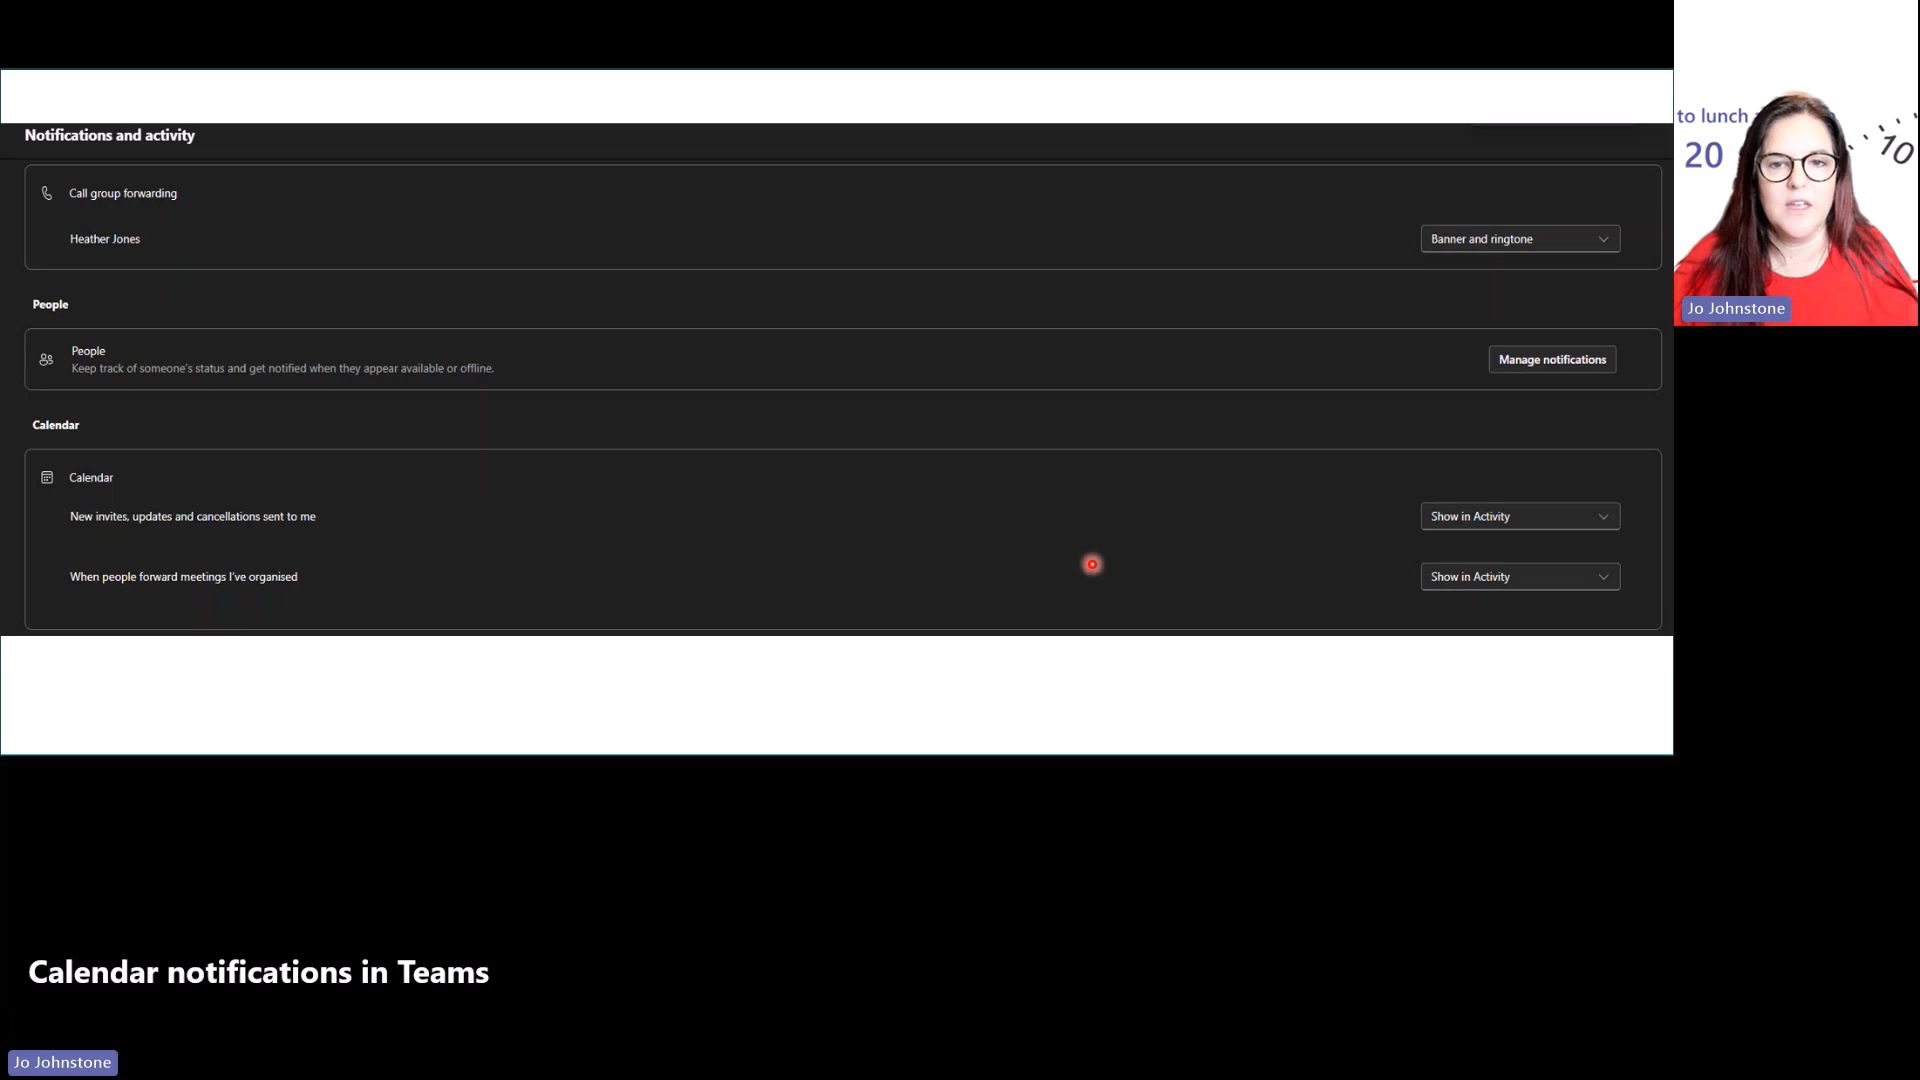 Notifications and activity
Call group forwarding
Heather Jones
Banner and ringtone
People
People
Keep track of someone's status and get notified when they appear available or offline.
Manage notifications
Calendar
Calendar
New invites, updates and cancellations sent to me
Show in Activity
When people forward meetings I've organised
Show in Activity
to lunch
20
10
Jo Johnstone
Calendar notifications in Teams
Jo Johnstone